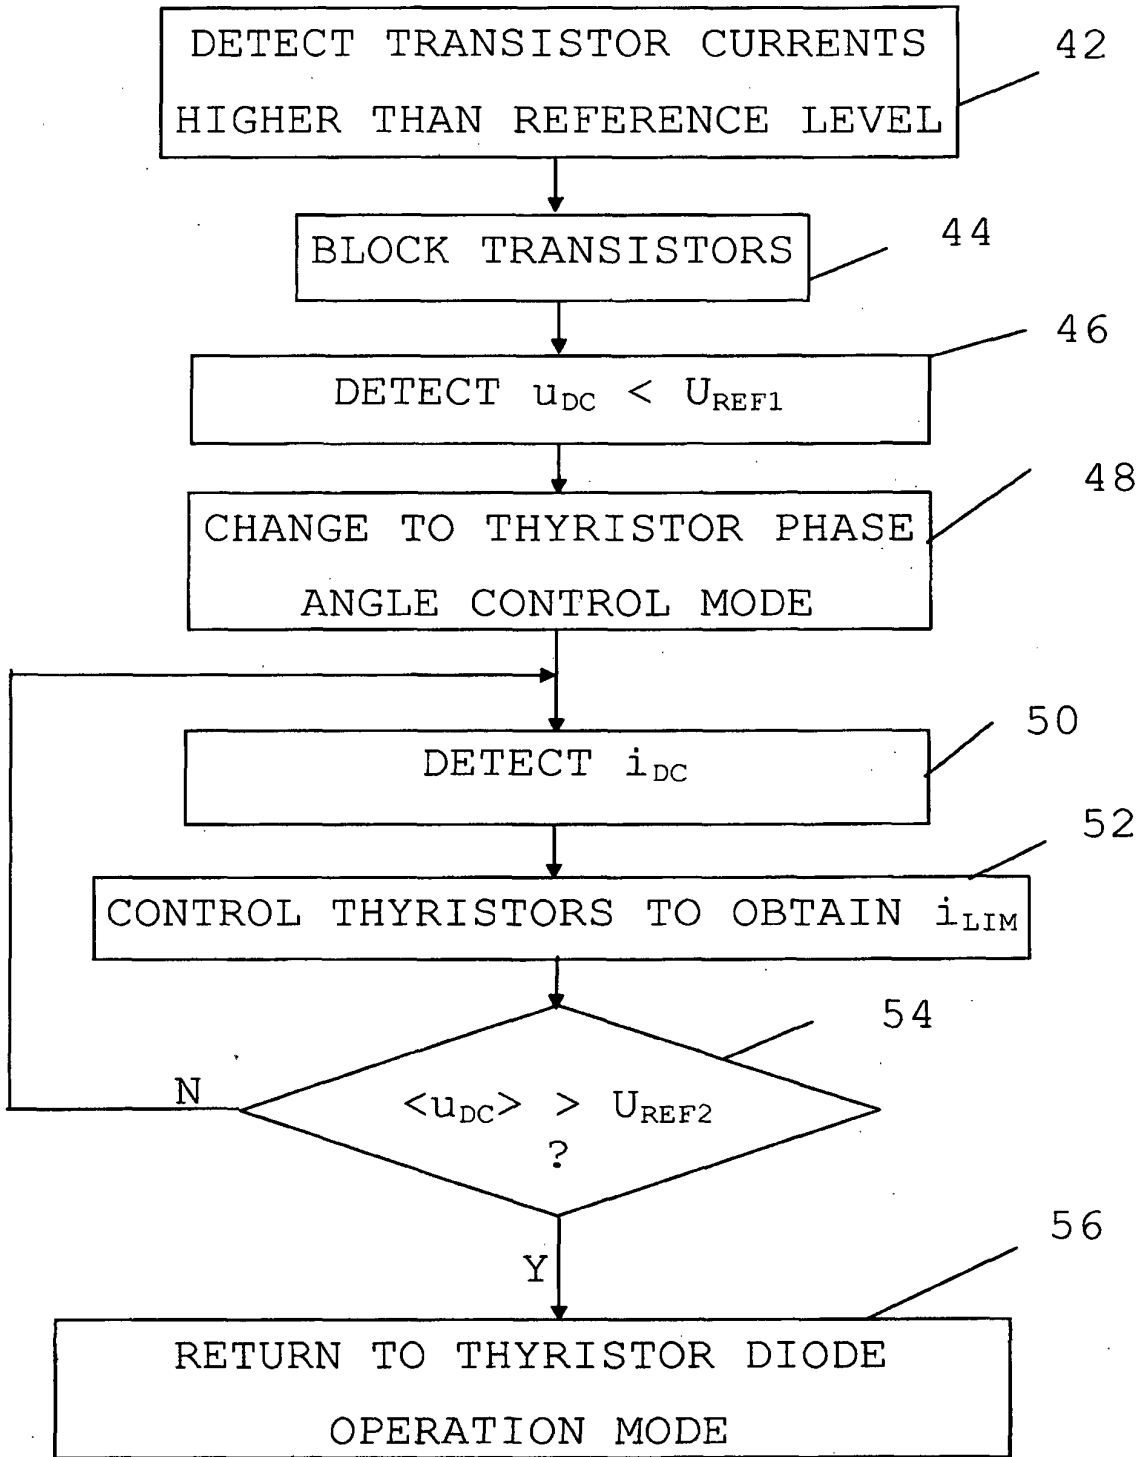 DETECT TRANSISTOR CURRENTS
HIGHER THAN REFERENCE LEVEL
42
BLOCK TRANSISTORS
44
DETECT uDC < UREF1
46
CHANGE TO THYRISTOR PHASE
ANGLE CONTROL MODE
48
DETECT iDC
50
CONTROL THYRISTORS TO OBTAIN iLIM
52
<uDC> > UREF2
?
54
N
Y
RETURN TO THYRISTOR DIODE
OPERATION MODE
56